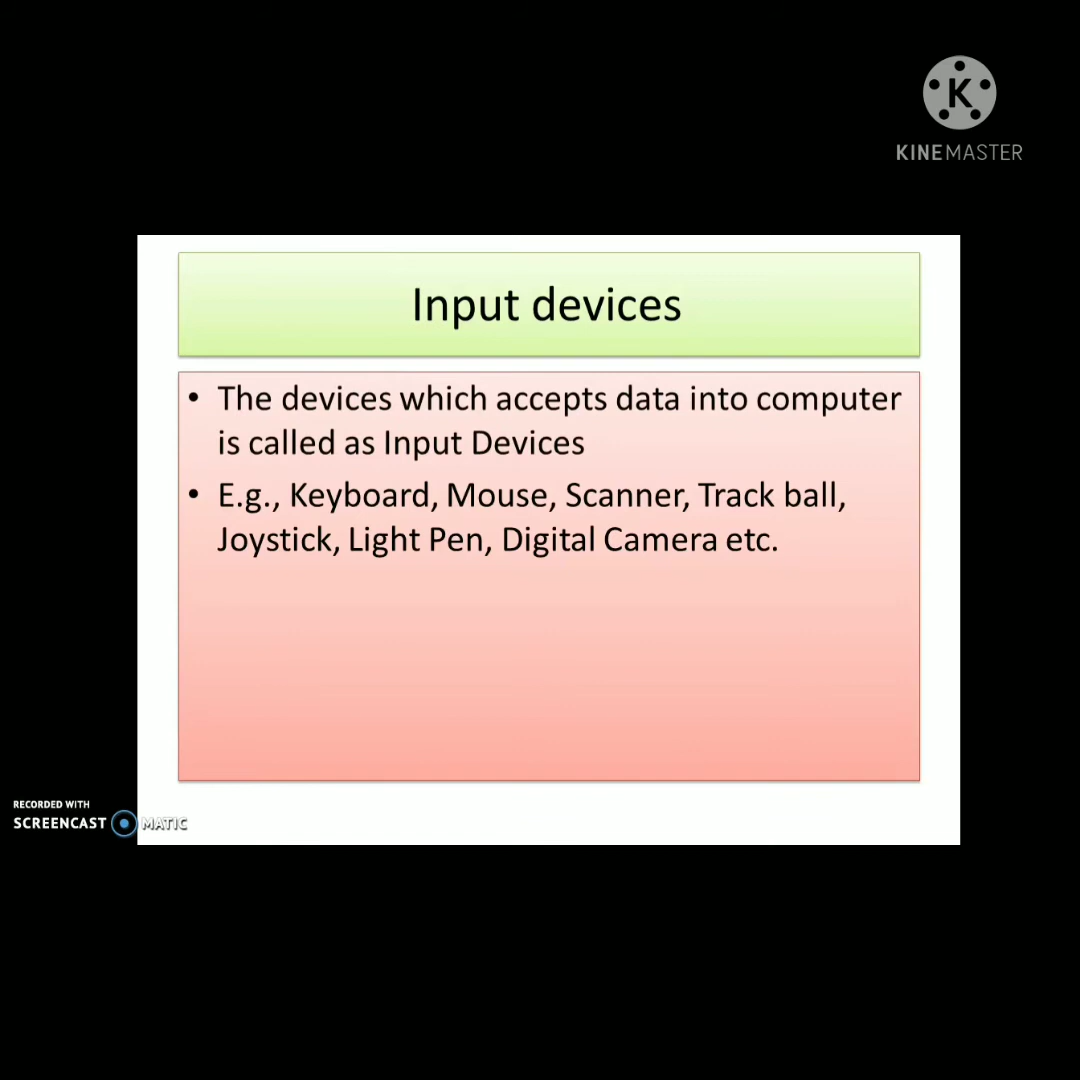 K
KINEMASTER
Input devices
• The devices which accepts data into computer
is called as Input Devices
• E.g., Keyboard, Mouse, Scanner, Track ball,
Joystick, Light Pen, Digital Camera etc.
RECORDED WITH
SCREENCAST MATIC